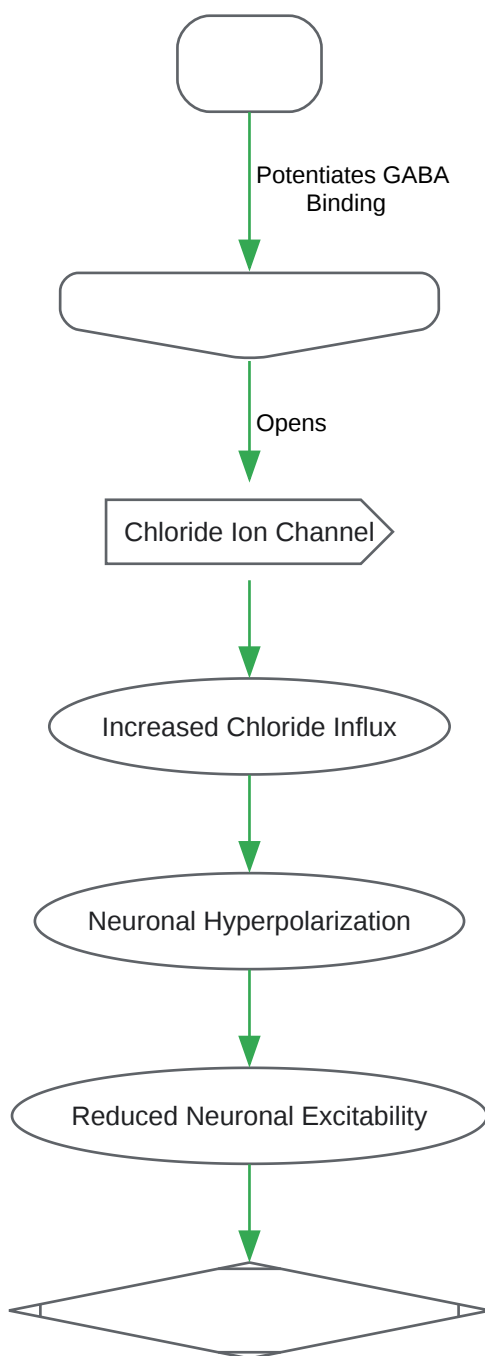 Potentiates GABA
Binding
Opens
Chloride Ion Channel
Increased Chloride Influx
Neuronal Hyperpolarization
Reduced Neuronal Excitability